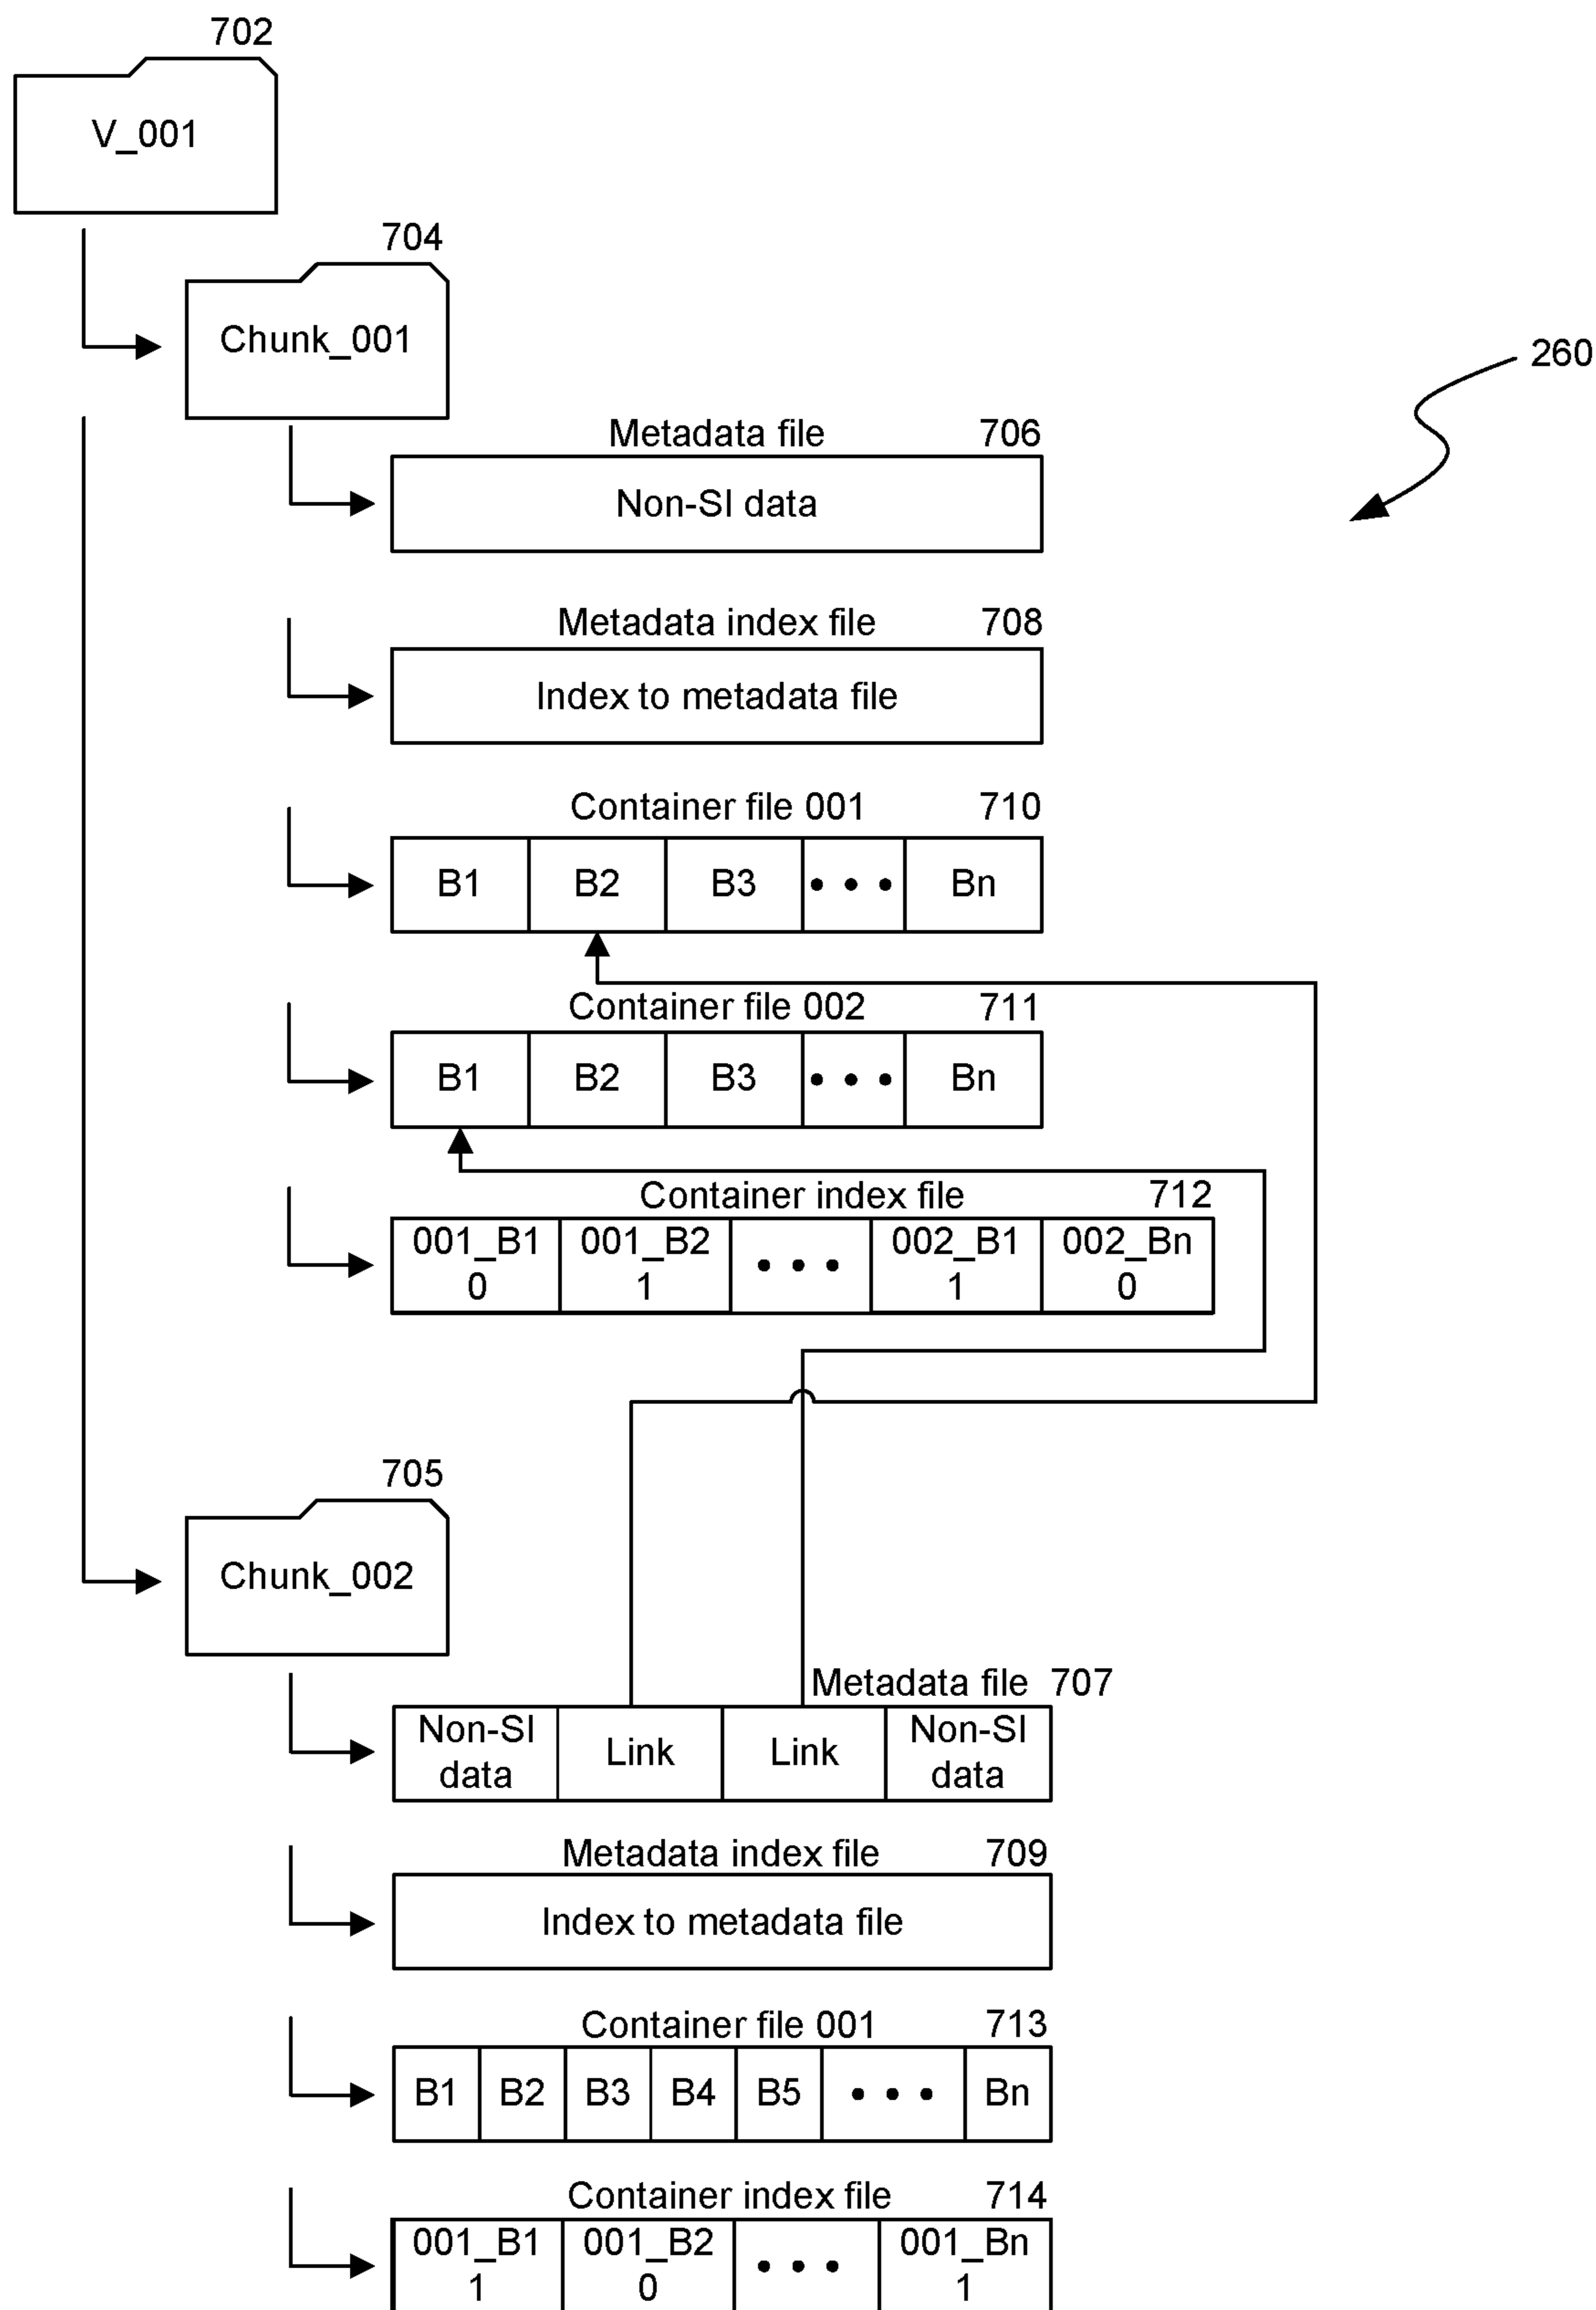 702
V_001
704
Chunk_001
260
Metadata file 706
Non-SI data
Metadata index file 708
Index to metadata file
Container file 001 710
B1 B2 B3 • • • Bn
Container file 002 711
B1 B2 B3 • • • Bn
Container index file 712
001_B1 001_B2 • • • 002_B1 002_Bn
0 1 1 0
705
Chunk_002
Metadata file 707
Non-SI data Link Link Non-SI data
Metadata index file 709
Index to metadata file
Container file 001 713
B1 B2 B3 B4 B5 • • • Bn
Container index file 714
001_B1 001_B2 • • • 001_Bn
1 0 1